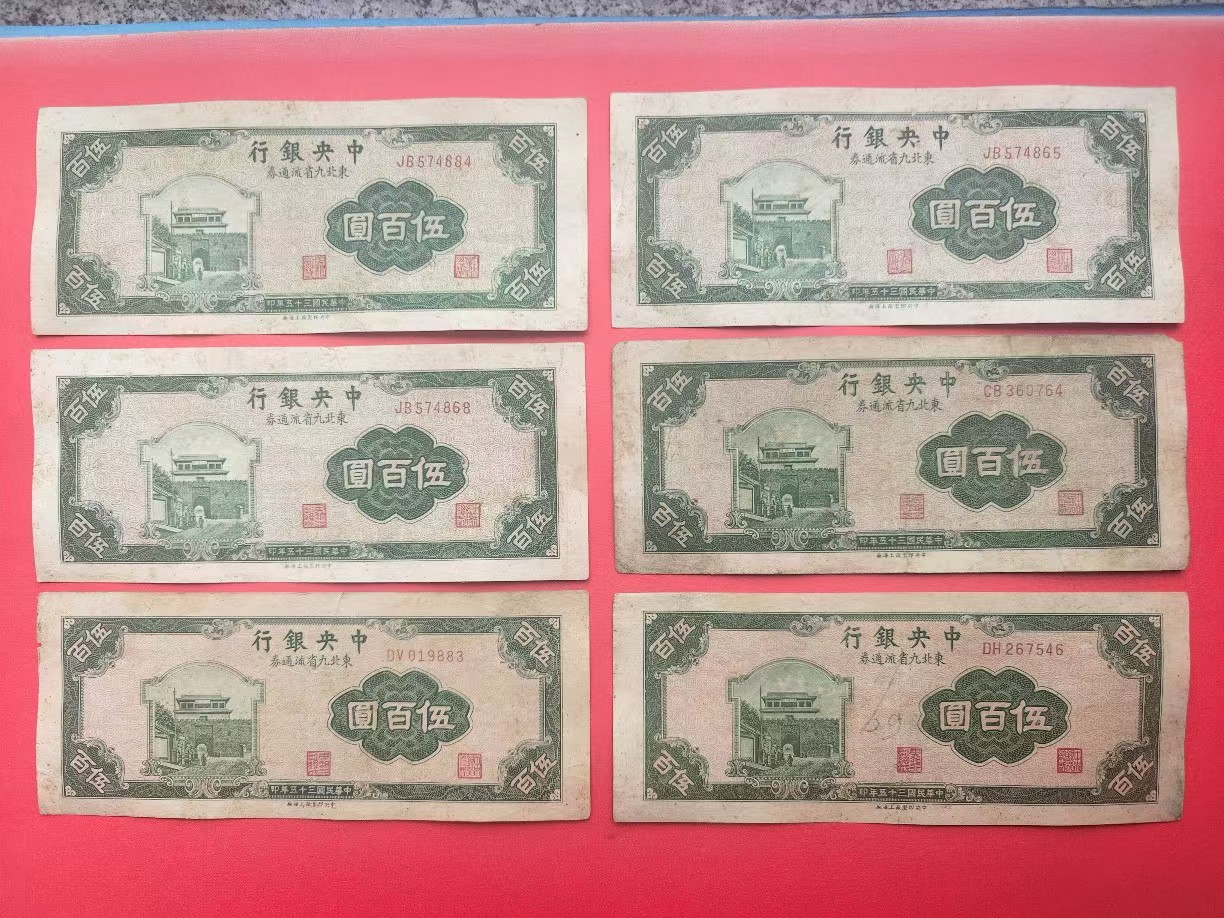 伍百
伍百
中央銀行
JB574884
東北九省流通券
伍百圓
伍百
伍百
中華民國三十五年印
伍百
伍百
中央銀行
JB574865
東北九省流通券
伍百圓
伍百
伍百
中華民國三十五年印
伍百
伍百
中央銀行
JB574868
東北九省流通券
伍百圓
伍百
伍百
中華民國三十五年印
伍百
伍百
中央銀行
CB360764
東北九省流通券
伍百圓
伍百
伍百
中華民國三十五年印
伍百
伍百
中央銀行
DV019883
東北九省流通券
伍百圓
伍百
伍百
中華民國三十五年印
伍百
伍百
中央銀行
DH267546
東北九省流通券
伍百圓
伍百
伍百
中華民國三十五年印